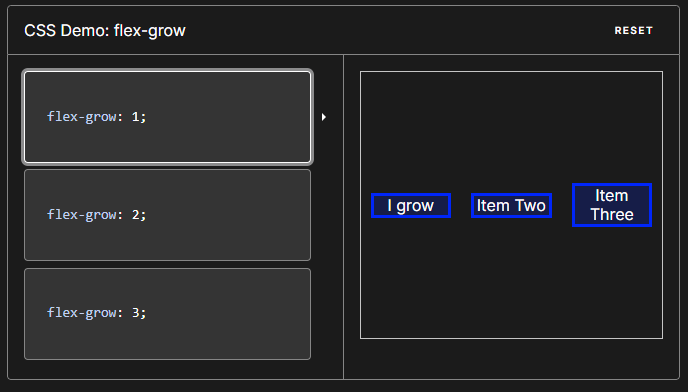 CSS Demo: flex-grow
RESET
flex-grow: 1;
flex-grow: 2;
flex-grow: 3;
I grow
Item Two
Item
Three